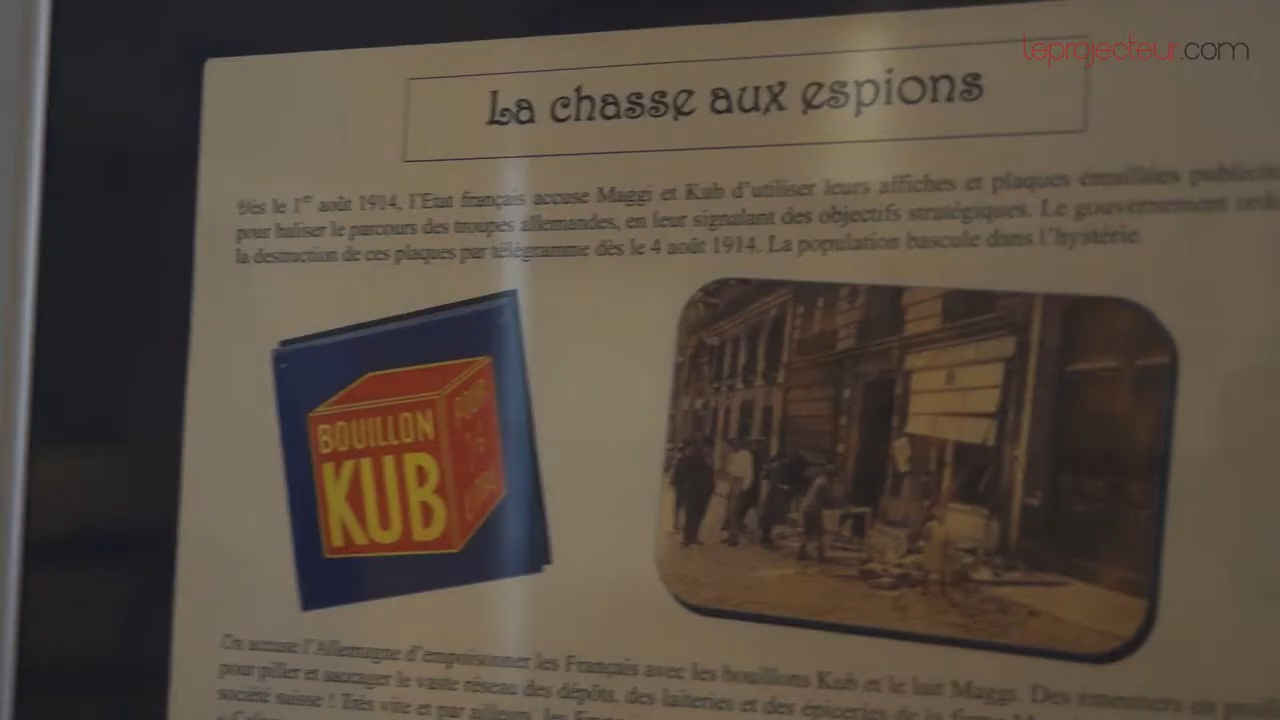 leprojecteur.com
La chasse aux espions
Dès le 1er août 1914, l'Etat français accuse Maggi et Kub d'utiliser leurs affiches et plaques émaillées
pour baliser le parcours des troupes allemandes, en leur signalant des objectifs stratégiques. Le gouvernement
la destruction de ces plaques par télégramme dès le 4 août 1914. La population bascule dans l'hystérie.
BOUILLON
KUB
POUR
On accuse l'Allemagne d'empoisonner les Français avec les bouillons Kub et le lait Maggi. Des émeutiers en
pour piller et saccager le vaste réseau des dépôts, des laiteries et des épiceries de la
société suisse ! Très vite et par ailleurs, les